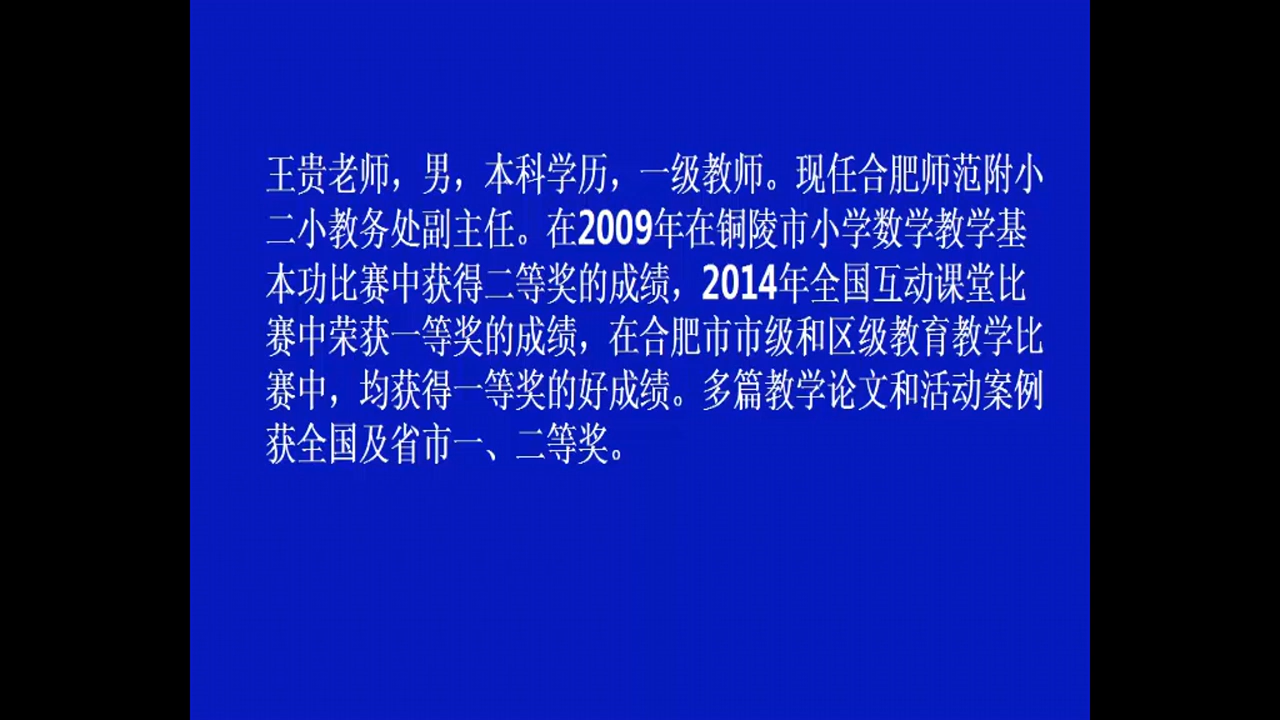 王贵老师，男，本科学历，一级教师。现任合肥师范附小
二小教务处副主任。在2009年在铜陵市小学数学教学基
本功比赛中获得二等奖的成绩，2014年全国互动课堂比
赛中荣获一等奖的成绩，在合肥市市级和区级教育教学比
赛中，均获得一等奖的好成绩。多篇教学论文和活动案例
获全国及省市一、二等奖。